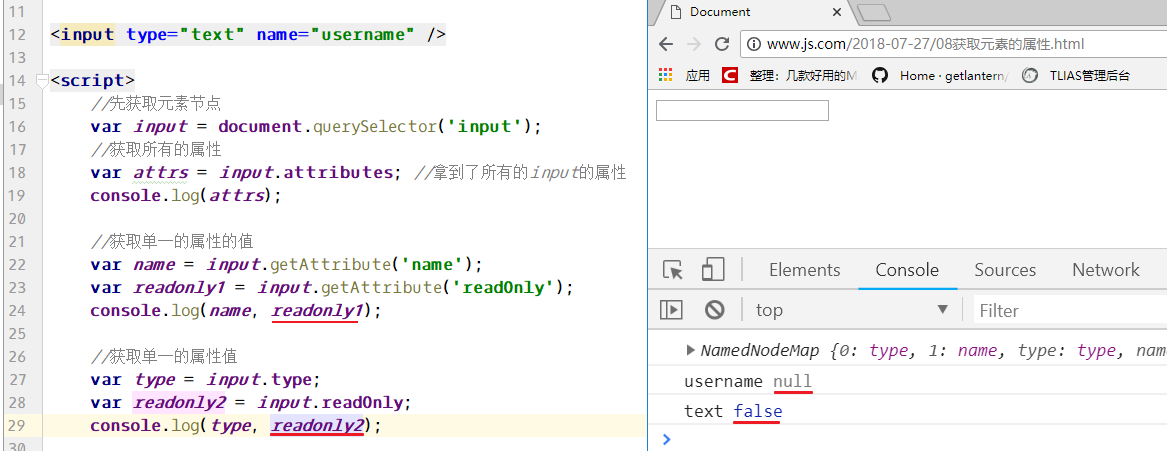 11
12 <input type="text" name="username" />
13
14 <script>
15 //先获取元素节点
16 var input = document.querySelector('input');
17 //获取所有的属性
18 var attrs = input.attributes; //拿到了所有的input的属性
19 console.log(attrs);
20
21 //获取单一的属性的值
22 var name = input.getAttribute('name');
23 var readonly1 = input.getAttribute('readOnly');
24 console.log(name, readonly1);
25
26 //获取单一的属性值
27 var type = input.type;
28 var readonly2 = input.readOnly;
29 console.log(type, readonly2);
30
Document
www.js.com/2018-07-27/08获取元素的属性.html
应用 整理：几款好用的M Home · getlantern/ TLIAS管理后台
Elements Console Sources Network
top Filter
NamedNodeMap {0: type, 1: name, type: type, nam
username null
text false